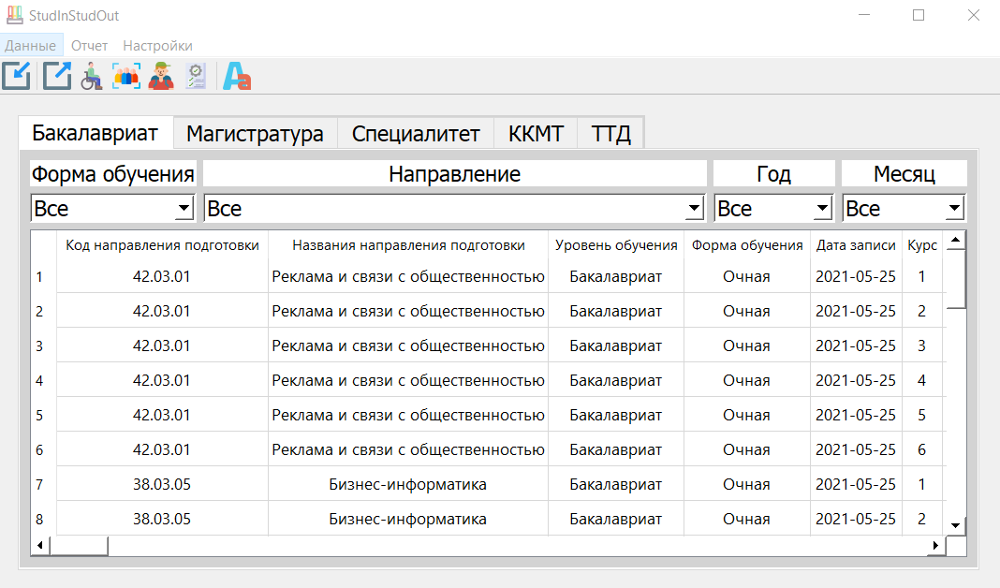 StudInStudOut
Данные Отчет Настройки
Aa
Бакалавриат Магистратура Специалитет ККМТ ТТД
Форма обучения Направление Год Месяц
Все Все Все Все
Код направления подготовки Названия направления подготовки Уровень обучения Форма обучения Дата записи Курс
1 42.03.01 Реклама и связи с общественностью Бакалавриат Очная 2021-05-25 1
2 42.03.01 Реклама и связи с общественностью Бакалавриат Очная 2021-05-25 2
3 42.03.01 Реклама и связи с общественностью Бакалавриат Очная 2021-05-25 3
4 42.03.01 Реклама и связи с общественностью Бакалавриат Очная 2021-05-25 4
5 42.03.01 Реклама и связи с общественностью Бакалавриат Очная 2021-05-25 5
6 42.03.01 Реклама и связи с общественностью Бакалавриат Очная 2021-05-25 6
7 38.03.05 Бизнес-информатика Бакалавриат Очная 2021-05-25 1
8 38.03.05 Бизнес-информатика Бакалавриат Очная 2021-05-25 2